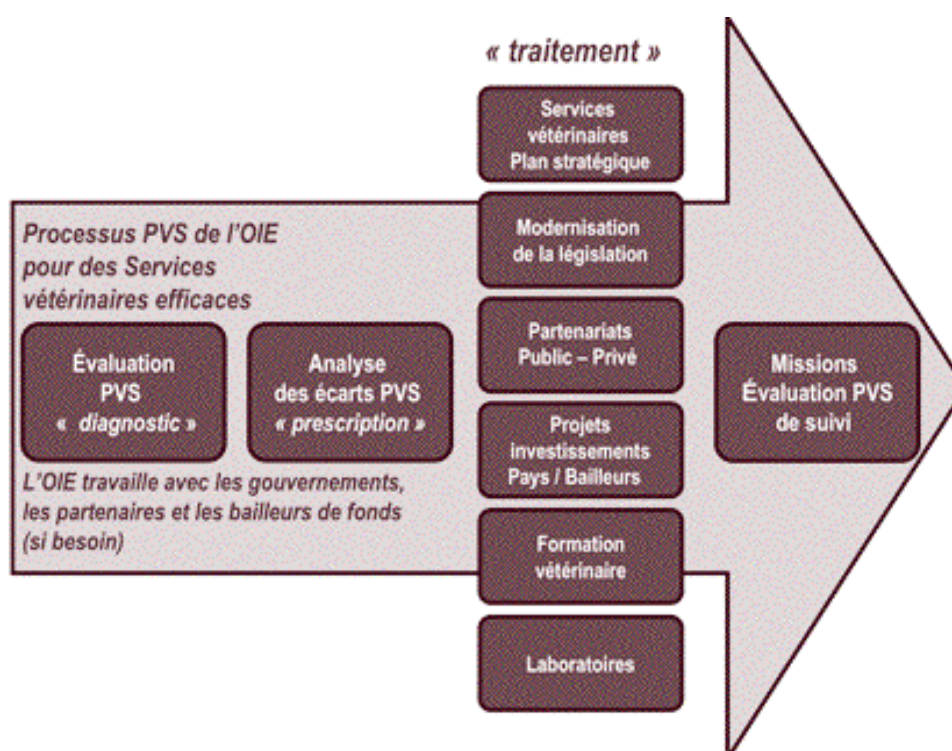 « traitement »
Services
vétérinaires
Plan stratégique
Processus PVS de l'OIE
pour des Services
vétérinaires efficaces
Modernisation
de la législation
Évaluation
PVS
« diagnostic »
Analyse
des écarts PVS
« prescription »
Partenariats
Public – Privé
Missions
Évaluation PVS
de suivi
Projets
investissements
Pays / Bailleurs
L'OIE travaille avec les gouvernements,
les partenaires et les bailleurs de fonds
(si besoin)
Formation
vétérinaire
Laboratoires